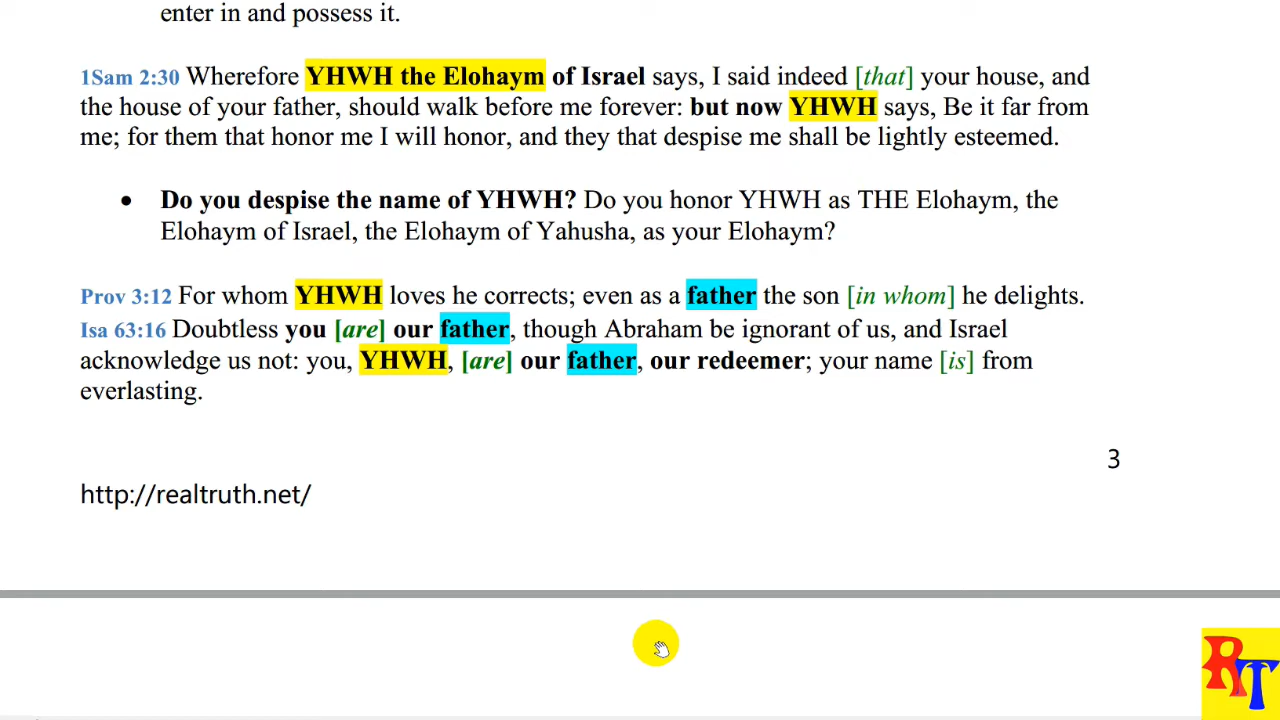 enter in and possess it.
1Sam 2:30 Wherefore YHWH the Elohaym of Israel says, I said indeed [that] your house, and
the house of your father, should walk before me forever: but now YHWH says, Be it far from
me; for them that honor me I will honor, and they that despise me shall be lightly esteemed.
• Do you despise the name of YHWH? Do you honor YHWH as THE Elohaym, the
Elohaym of Israel, the Elohaym of Yahusha, as your Elohaym?
Prov 3:12 For whom YHWH loves he corrects; even as a father the son [in whom] he delights.
Isa 63:16 Doubtless you [are] our father, though Abraham be ignorant of us, and Israel
acknowledge us not: you, YHWH, [are] our father, our redeemer; your name [is] from
everlasting.
3
http://realtruth.net/
RT